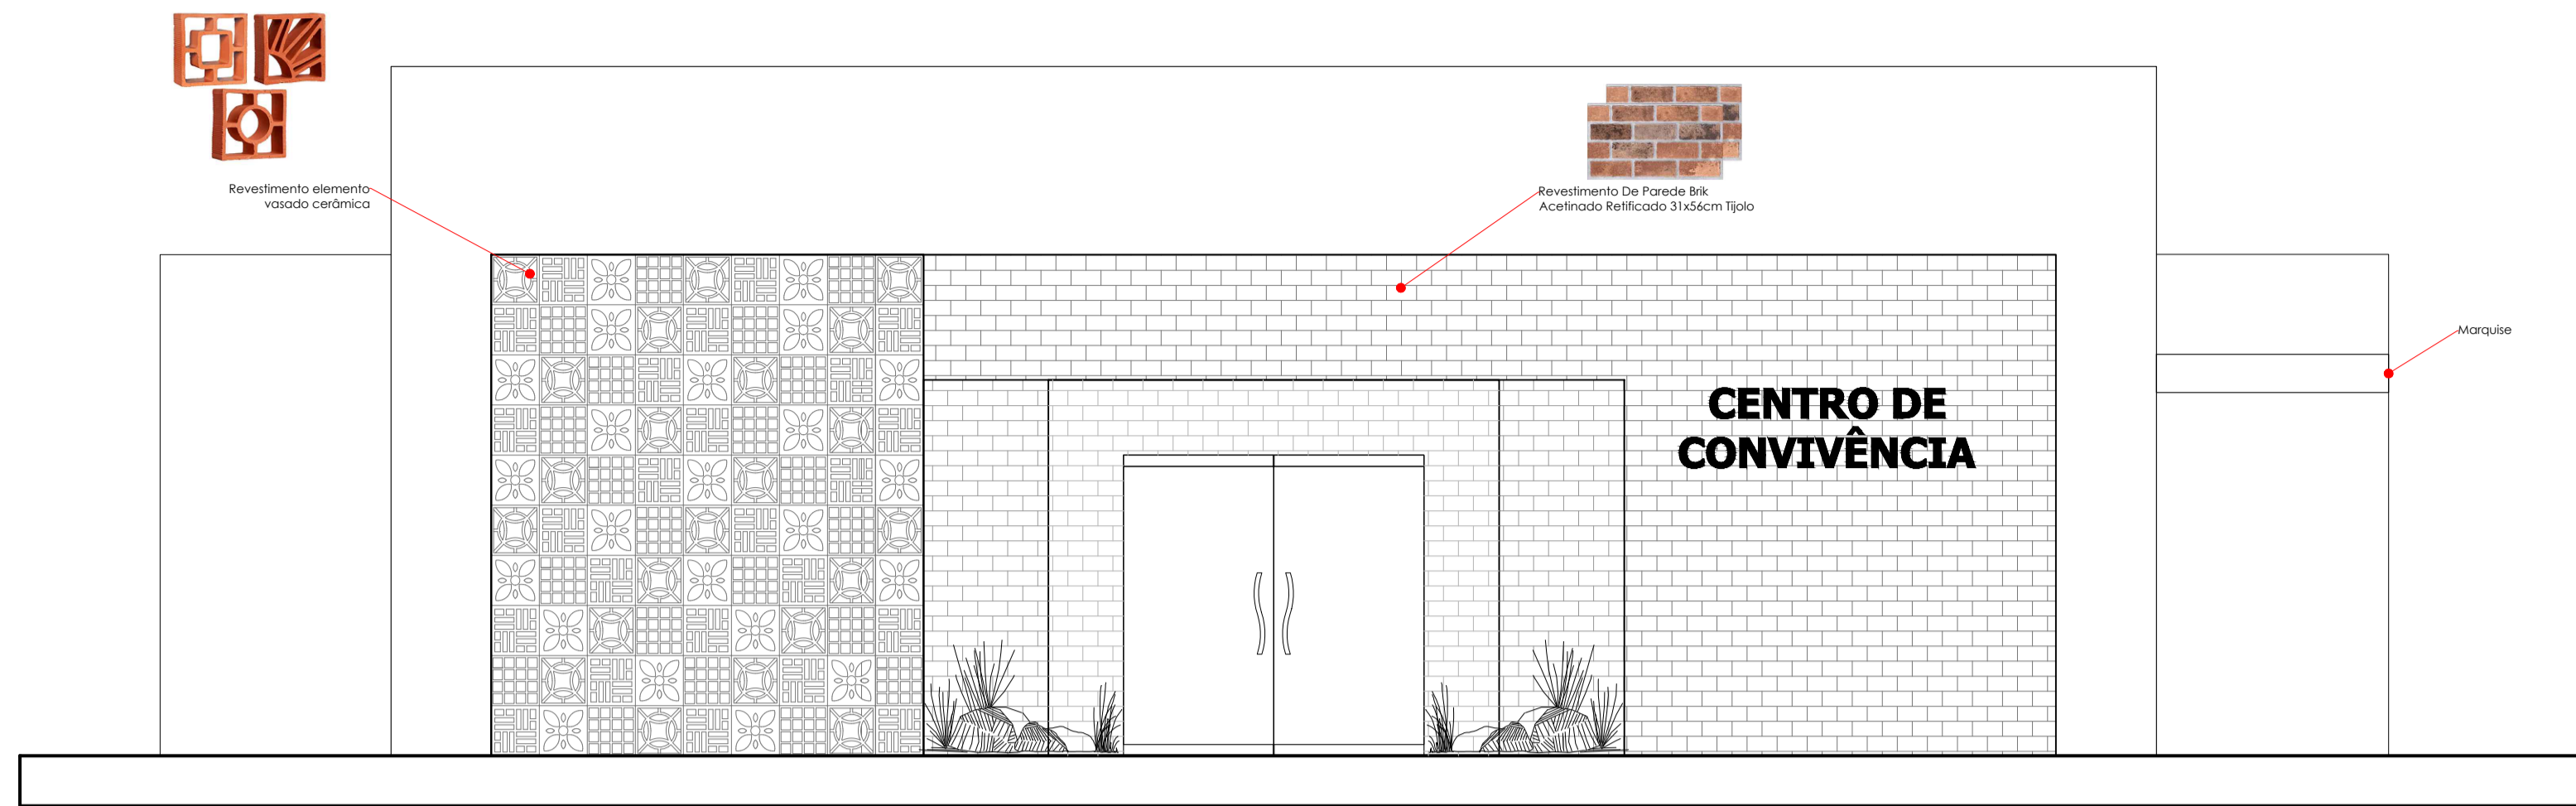 Revestimento elemento
vasado cerâmica
Revestimento De Parede Brik
Acetinado Retificado 31x56cm Tijolo
Marquise
CENTRO DE
CONVIVÊNCIA